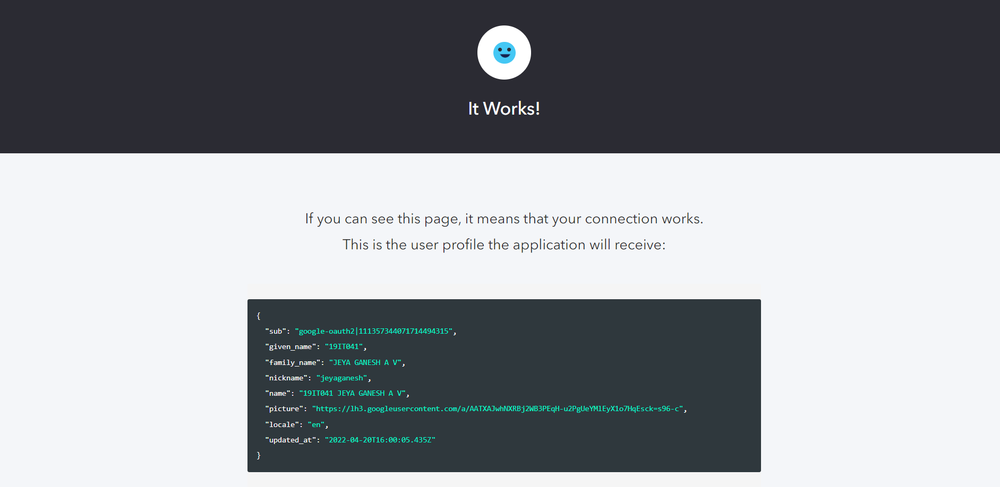 It Works!
If you can see this page, it means that your connection works.
This is the user profile the application will receive:
{
"sub": "google-oauth2|111357344071714494315",
"given_name": "19IT041",
"family_name": "JEYA GANESH A V",
"nickname": "jeyaganesh",
"name": "19IT041 JEYA GANESH A V",
"picture": "https://lh3.googleusercontent.com/a/AATXAJwhNXRBj2WB3PEqH-u2PgUeYMlEyX1o7HqEsck=s96-c",
"locale": "en",
"updated_at": "2022-04-20T16:00:05.435Z"
}